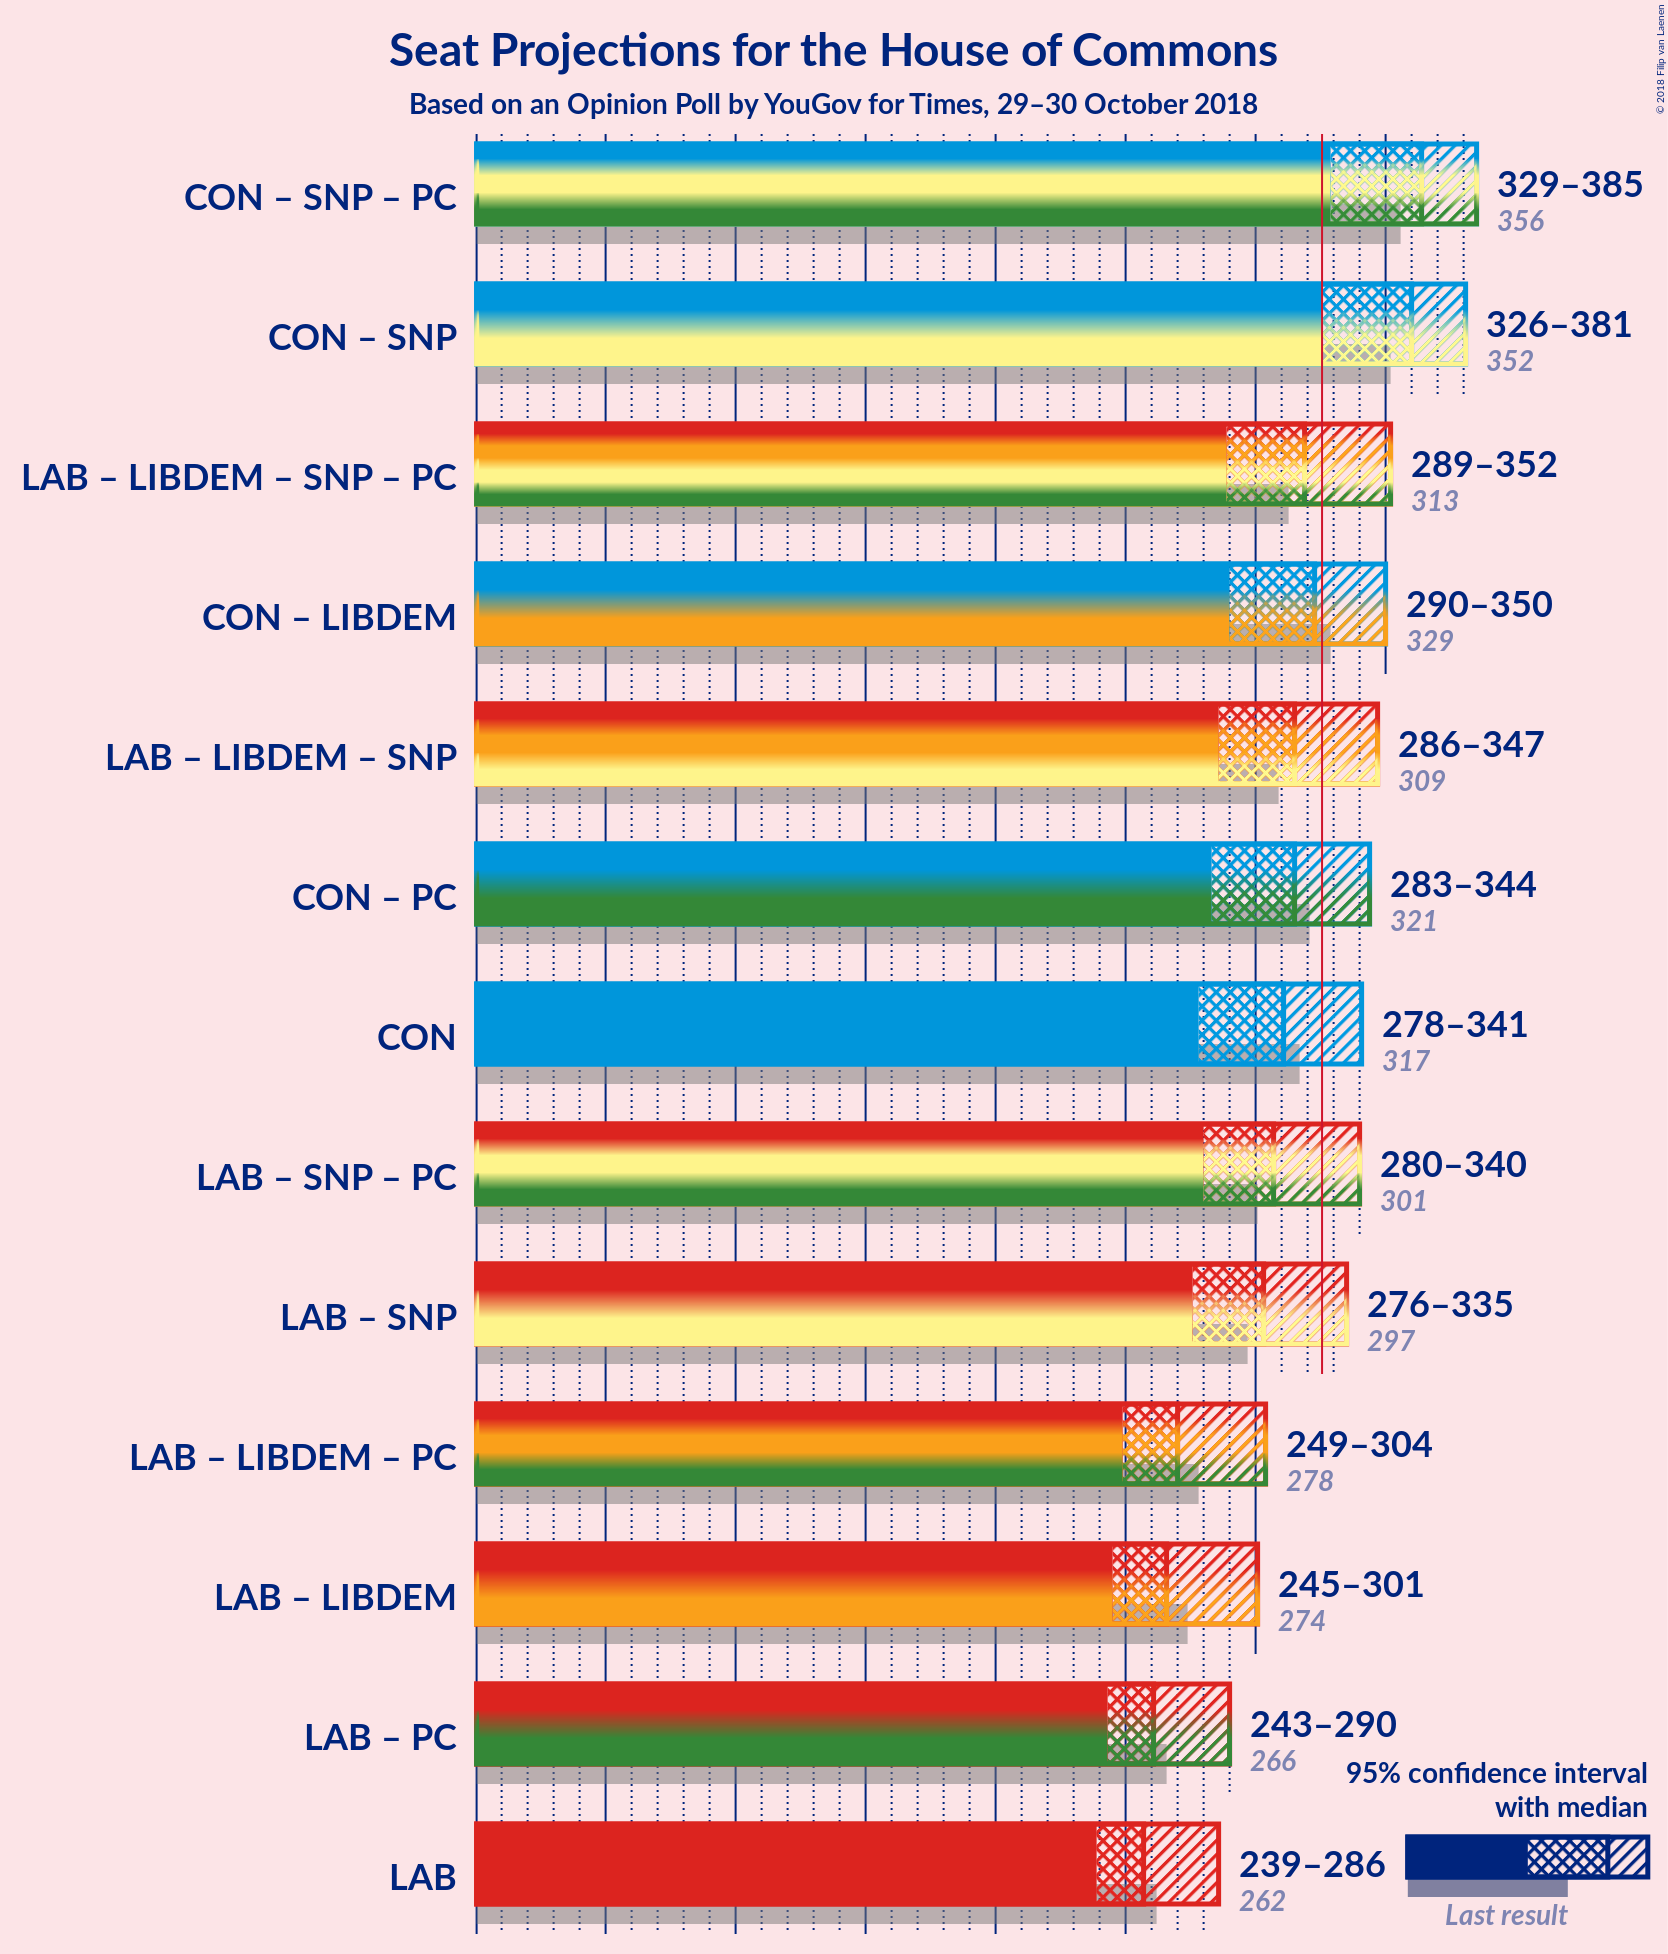 Seat Projections for the House of Commons
Based on an Opinion Poll by YouGov for Times, 29–30 October 2018
© 2018 Filip van Laenen
CON – SNP – PC
329–385
356
CON – SNP
326–381
352
LAB – LIBDEM – SNP – PC
289–352
313
CON – LIBDEM
290–350
329
LAB – LIBDEM – SNP
286–347
309
CON – PC
283–344
321
CON
278–341
317
LAB – SNP – PC
280–340
301
LAB – SNP
276–335
297
LAB – LIBDEM – PC
249–304
278
LAB – LIBDEM
245–301
274
LAB – PC
243–290
266
LAB
239–286
262
95% confidence interval
with median
Last result